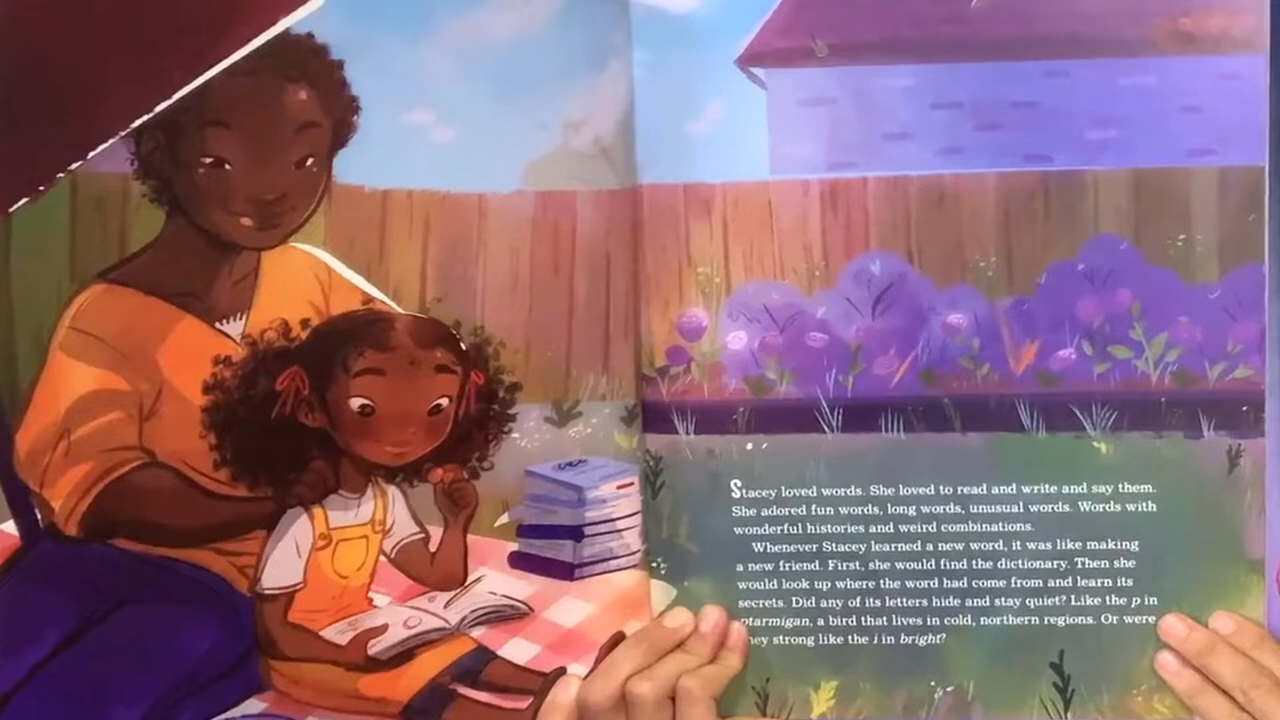 Stacey loved words. She loved to read and write and say them.
She adored fun words, long words, unusual words. Words with
wonderful histories and weird combinations.
Whenever Stacey learned a new word, it was like making
a new friend. First, she would find the dictionary. Then she
would look up where the word had come from and learn its
secrets. Did any of its letters hide and stay quiet? Like the p in
ptarmigan, a bird that lives in cold, northern regions. Or were
they strong like the i in bright?